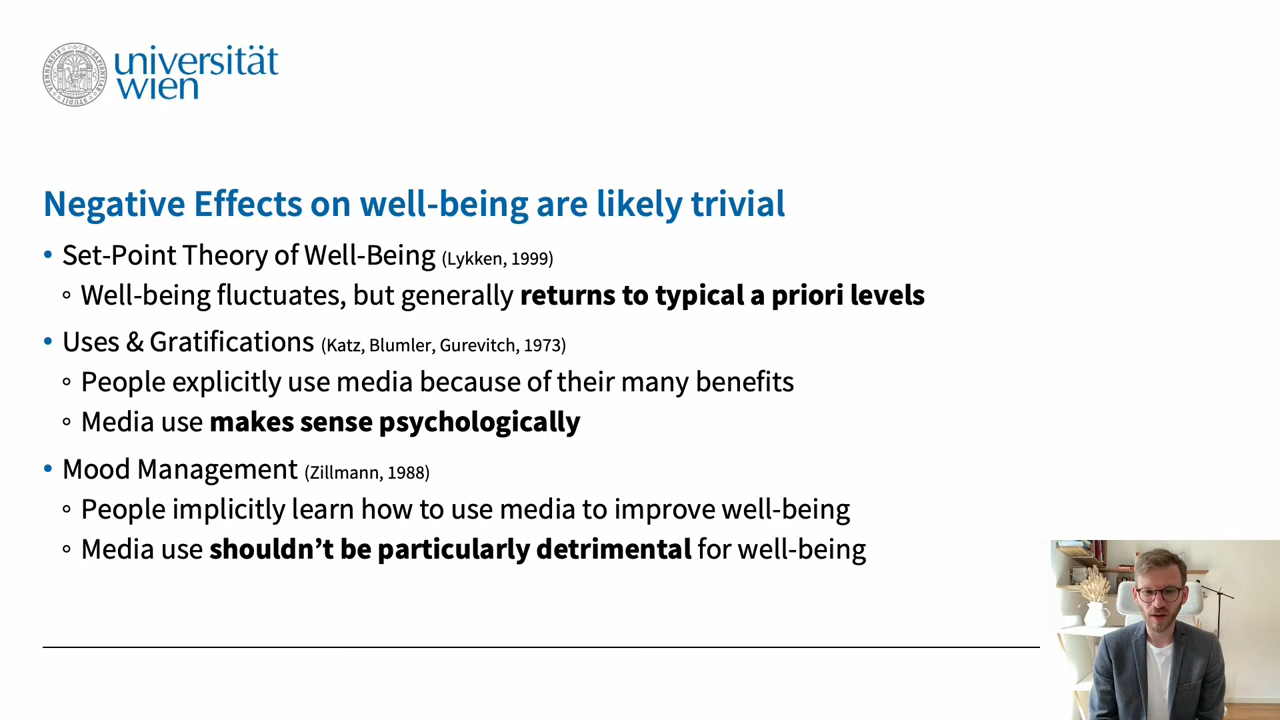 universität
wien
Negative Effects on well-being are likely trivial
• Set-Point Theory of Well-Being (Lykken, 1999)
◦ Well-being fluctuates, but generally returns to typical a priori levels
• Uses & Gratifications (Katz, Blumler, Gurevitch, 1973)
◦ People explicitly use media because of their many benefits
◦ Media use makes sense psychologically
• Mood Management (Zillmann, 1988)
◦ People implicitly learn how to use media to improve well-being
◦ Media use shouldn’t be particularly detrimental for well-being